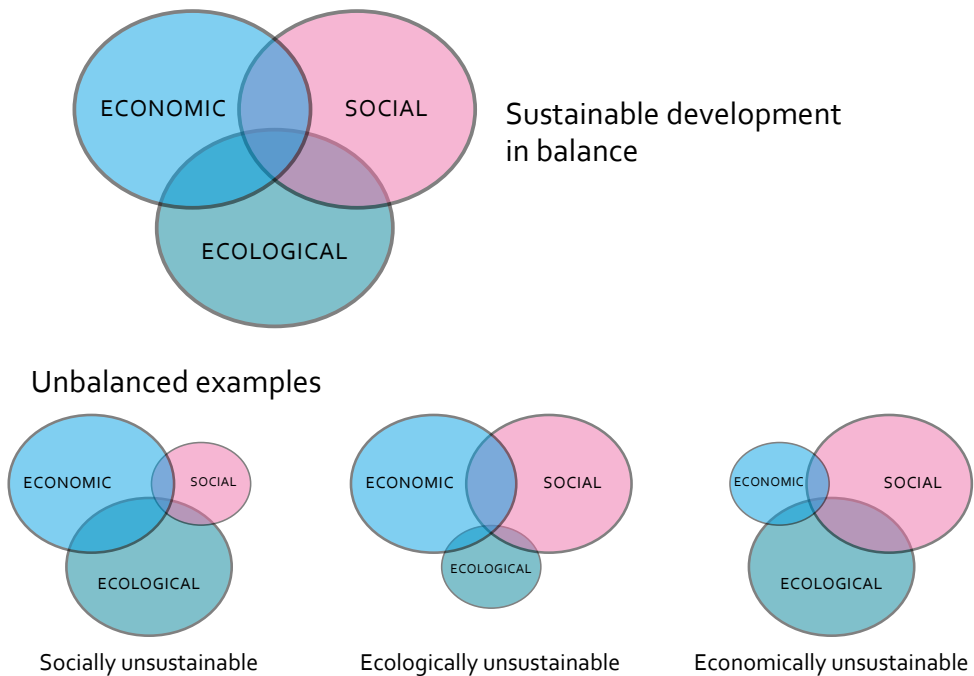 ECONOMIC
SOCIAL
Sustainable development
in balance
ECOLOGICAL
Unbalanced examples
ECONOMIC
SOCIAL
ECOLOGICAL
Socially unsustainable
ECONOMIC
SOCIAL
ECOLOGICAL
Ecologically unsustainable
ECONOMIC
SOCIAL
ECOLOGICAL
Economically unsustainable